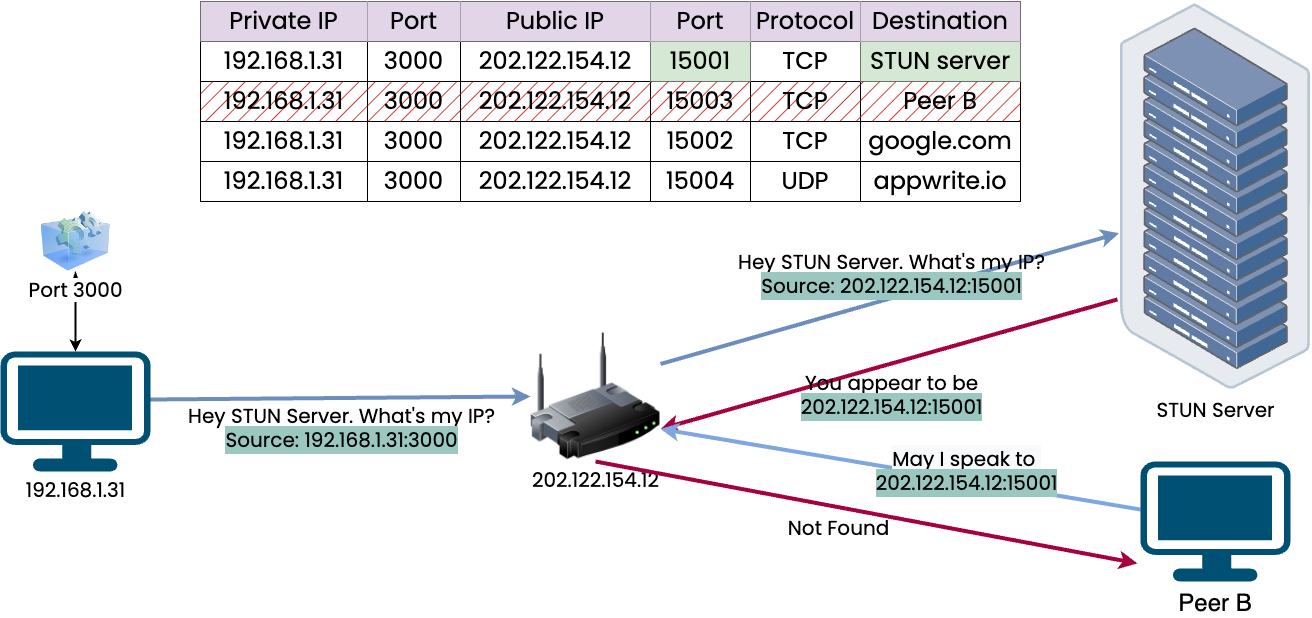 Private IP Port Public IP Port Protocol Destination
192.168.1.31 3000 202.122.154.12 15001 TCP STUN server
192.168.1.31 3000 202.122.154.12 15003 TCP Peer B
192.168.1.31 3000 202.122.154.12 15002 TCP google.com
192.168.1.31 3000 202.122.154.12 15004 UDP appwrite.io
Port 3000
Hey STUN Server. What's my IP?
Source: 202.122.154.12:15001
You appear to be
202.122.154.12:15001
STUN Server
Hey STUN Server. What's my IP?
Source: 192.168.1.31:3000
192.168.1.31
202.122.154.12
May I speak to
202.122.154.12:15001
Not Found
Peer B